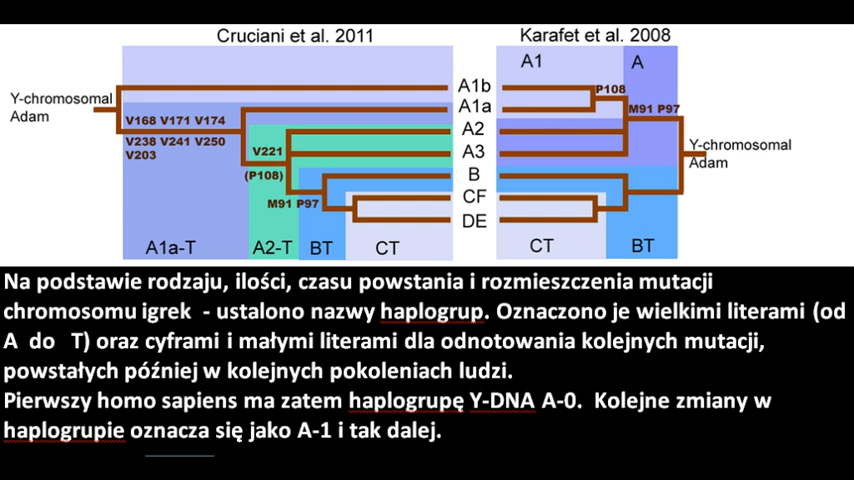 Cruciani et al. 2011
Karafet et al. 2008
Y-chromosomal
Adam
V168 V171 V174
V238 V241 V250
V203
V221
(P108)
M91 P97
A1a-T
A2-T
BT
CT
A1b
A1a
A2
A3
B
CF
DE
A1
A
P108
M91 P97
Y-chromosomal
Adam
CT
BT
Na podstawie rodzaju, ilości, czasu powstania i rozmieszczenia mutacji
chromosomu igrek - ustalono nazwy haplogrup. Oznaczono je wielkimi literami (od
A do T) oraz cyframi i małymi literami dla odnotowania kolejnych mutacji,
powstałych później w kolejnych pokoleniach ludzi.
Pierwszy homo sapiens ma zatem haplogrupę Y-DNA A-0. Kolejne zmiany w
haplogrupie oznacza się jako A-1 i tak dalej.